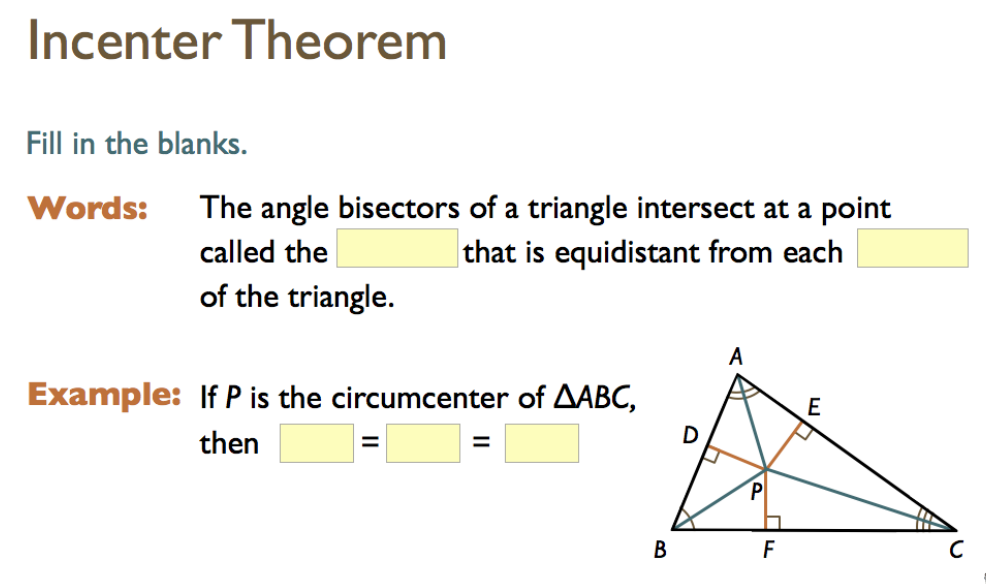 Incenter Theorem
Fill in the blanks.
Words: The angle bisectors of a triangle intersect at a point
called the that is equidistant from each
of the triangle.
Example: If P is the circumcenter of ΔABC,
then = =
A
E
D
P
B
F
C